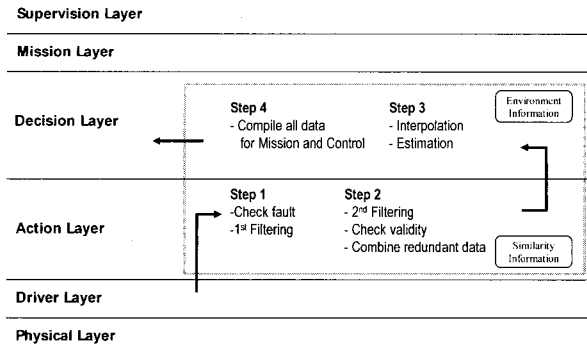 Supervision Layer
Mission Layer
Decision Layer
Step 4
- Compile all data
for Mission and Control
Step 3
- Interpolation
- Estimation
Environment
Information
Action Layer
Step 1
-Check fault
-1st Filtering
Step 2
- 2nd Filtering
- Check validity
- Combine redundant data
Similarity
Information
Driver Layer
Physical Layer